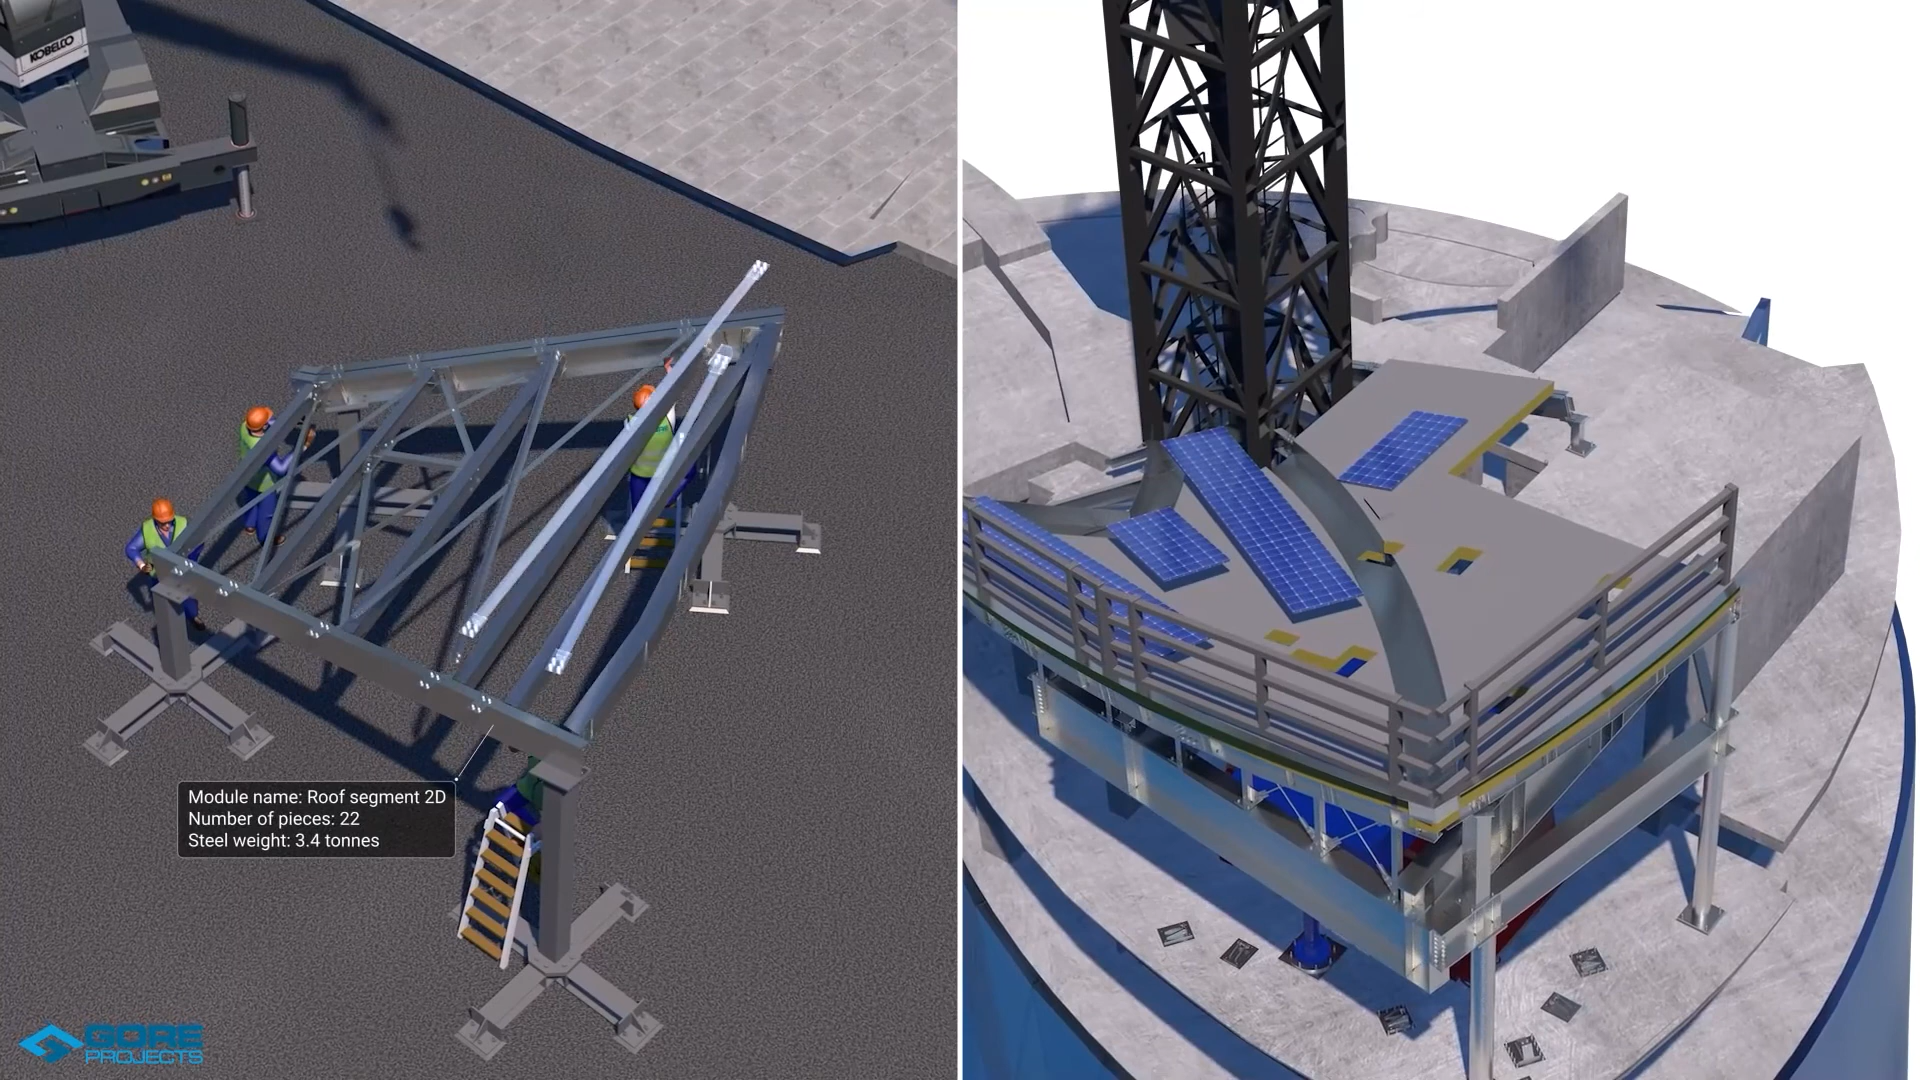 KOBELCO
Module name: Roof segment 2D
Number of pieces: 22
Steel weight: 3.4 tonnes
GORE
PROJECTS